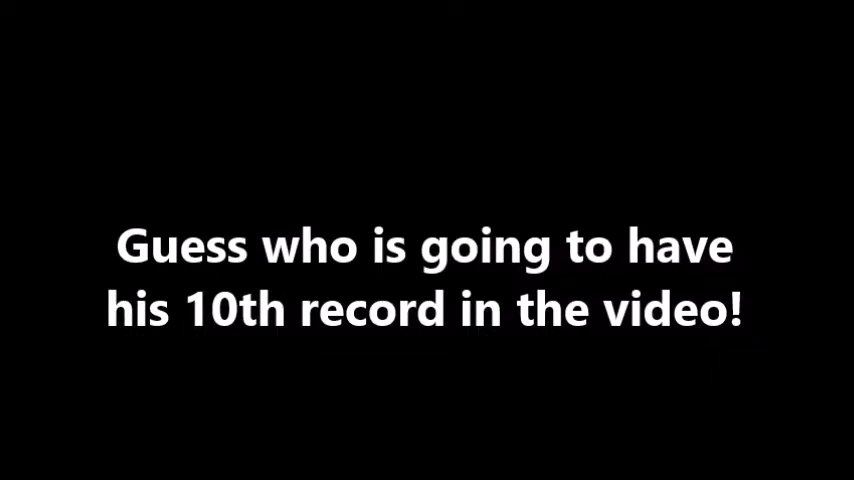 Guess who is going to have
his 10th record in the video!